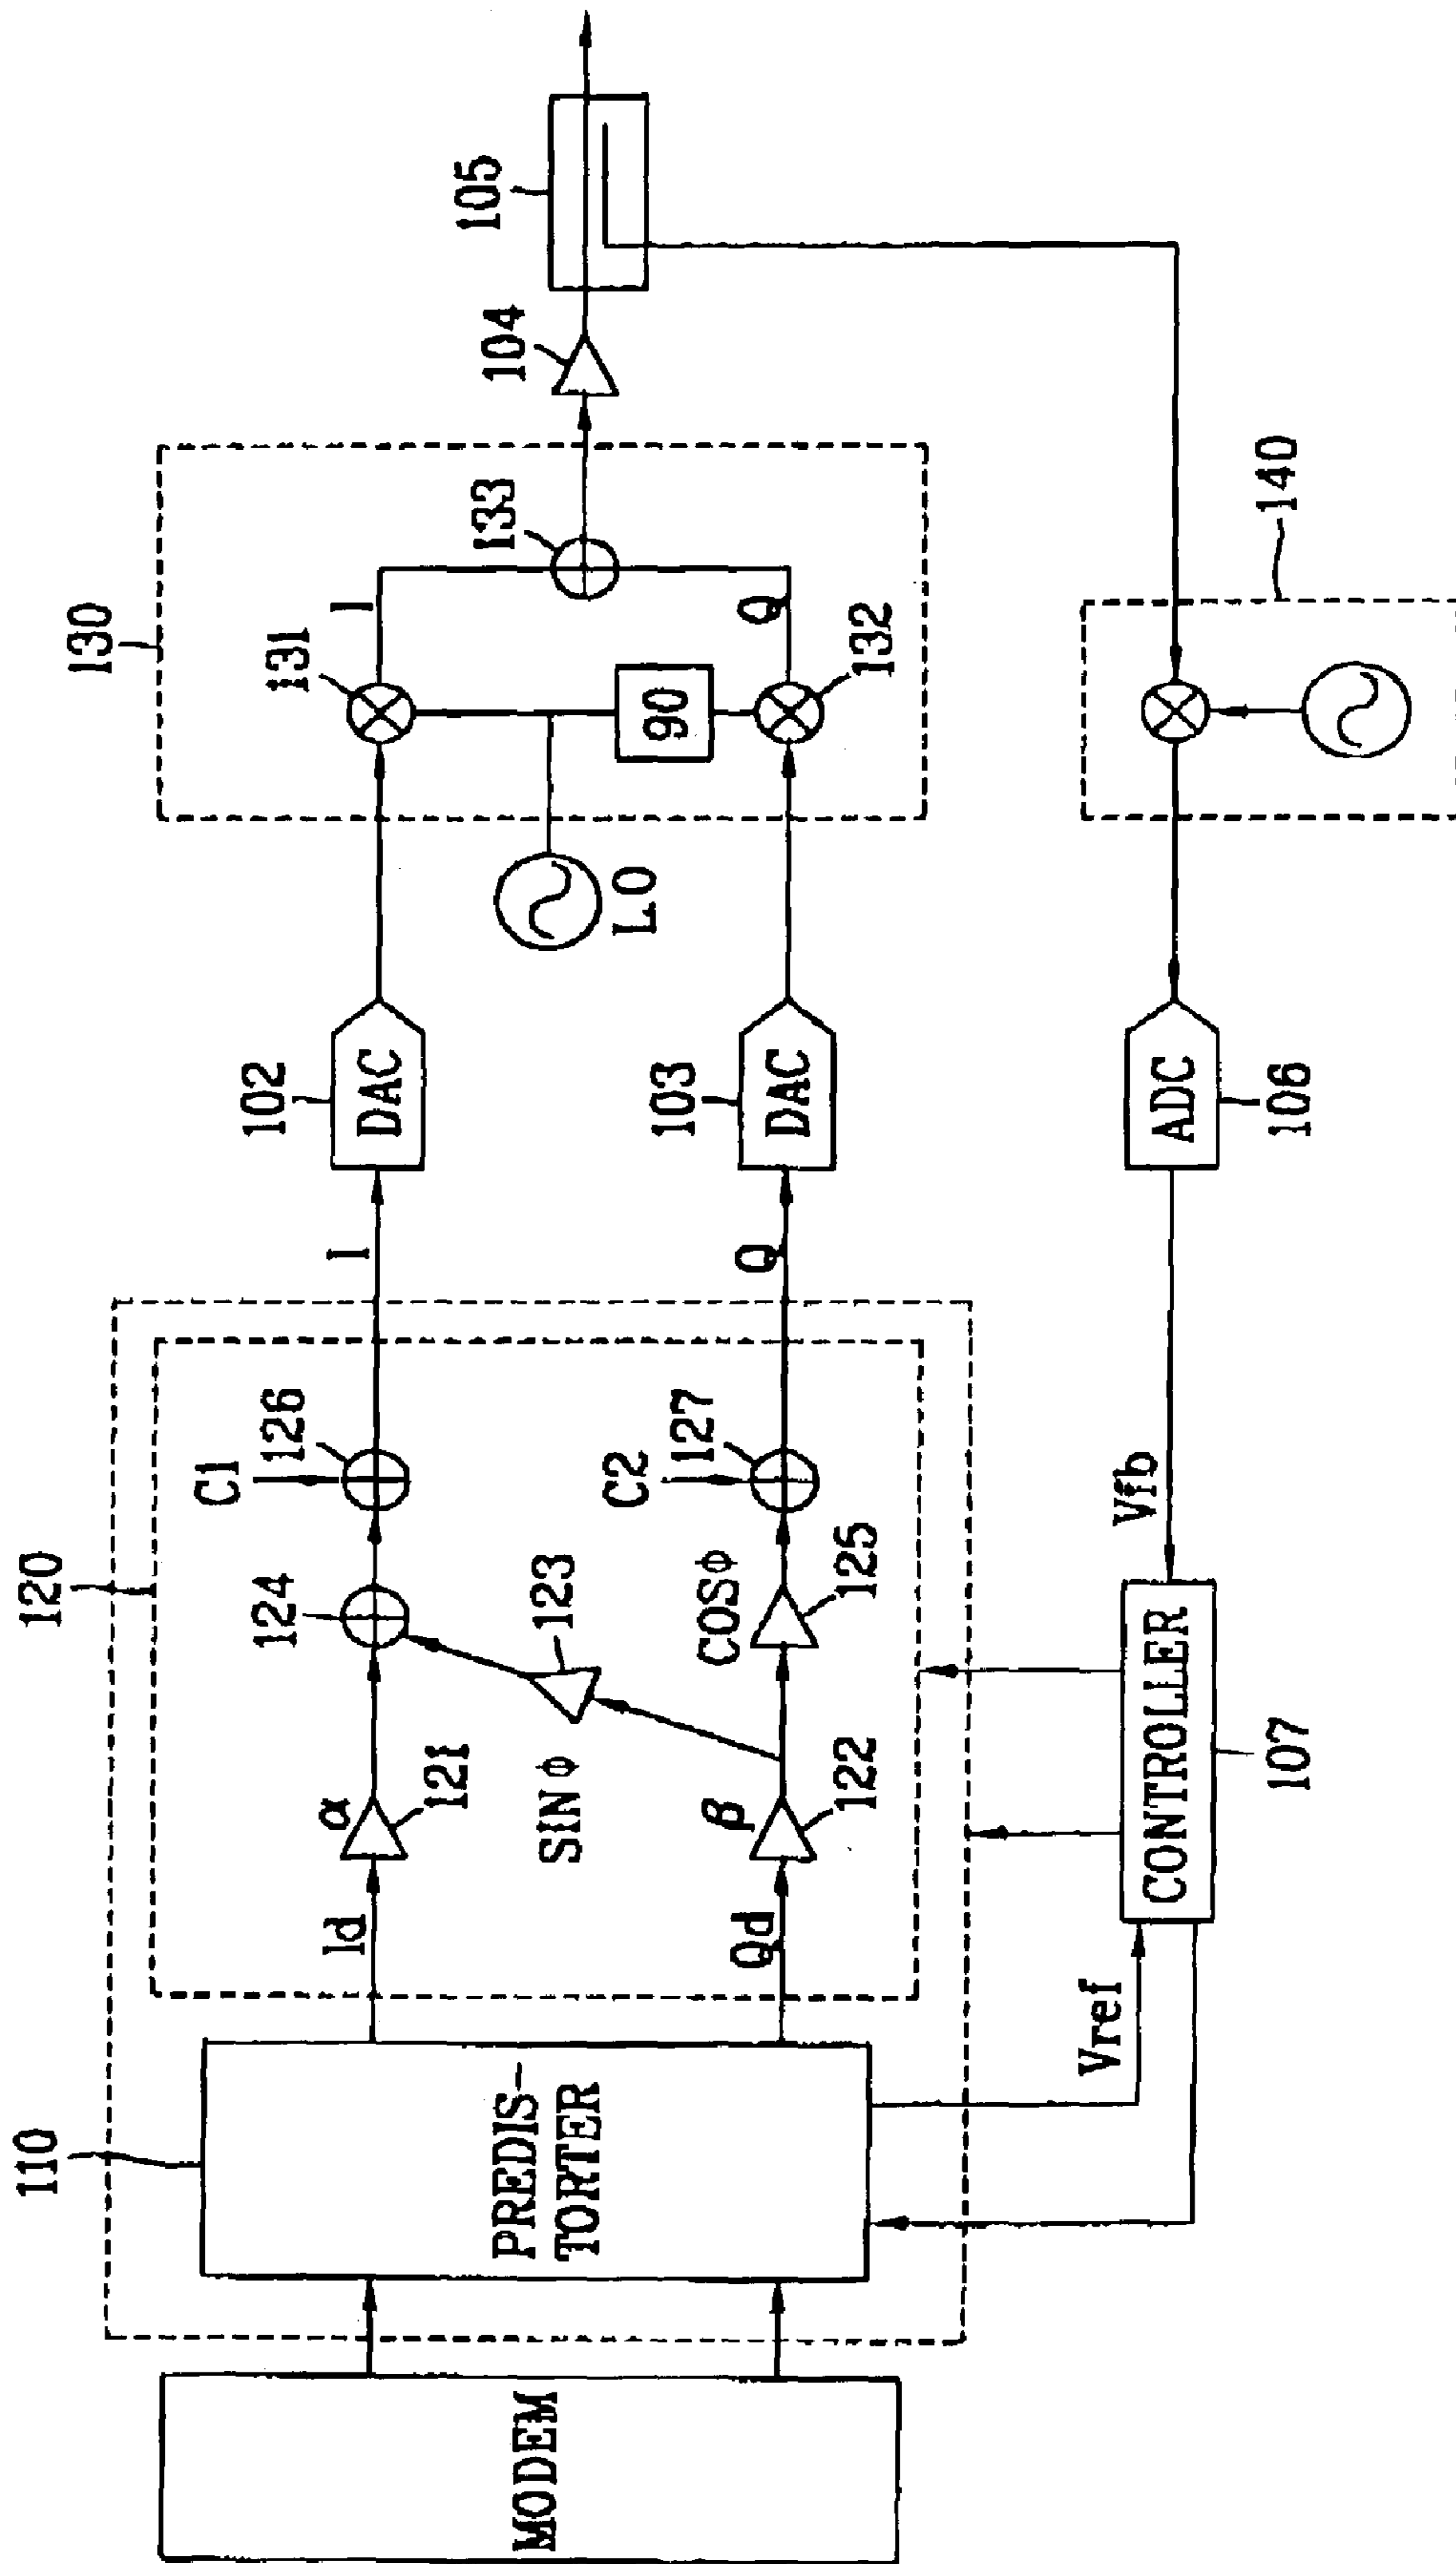 MODEM
110
PREDIS-
TORTER
120
Id
α
121
SIN Φ
123
124
C1
126
I
Qd
β
122
COSΦ
125
C2
127
Q
102
DAC
103
DAC
LO
130
131
I
133
90
132
Q
104
105
140
ADC
106
Vfb
CONTROLLER
107
Vref